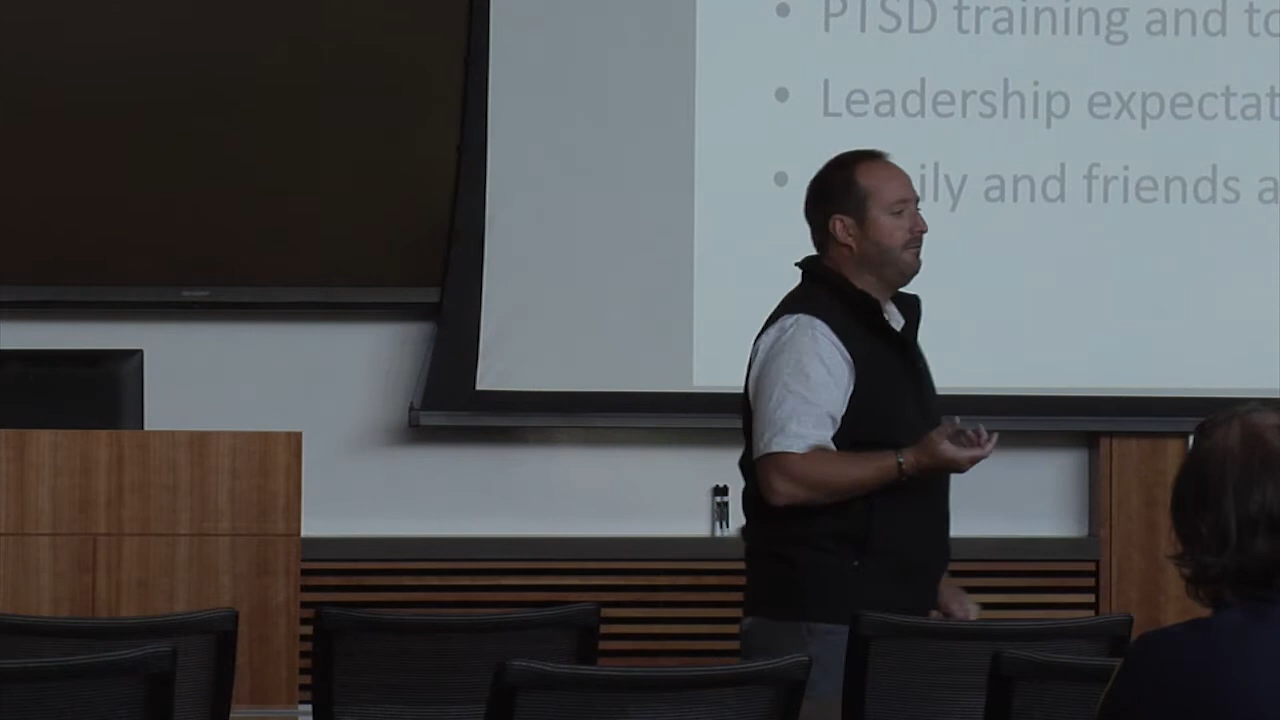 • PTSD training and to
• Leadership expectat
• ily and friends a